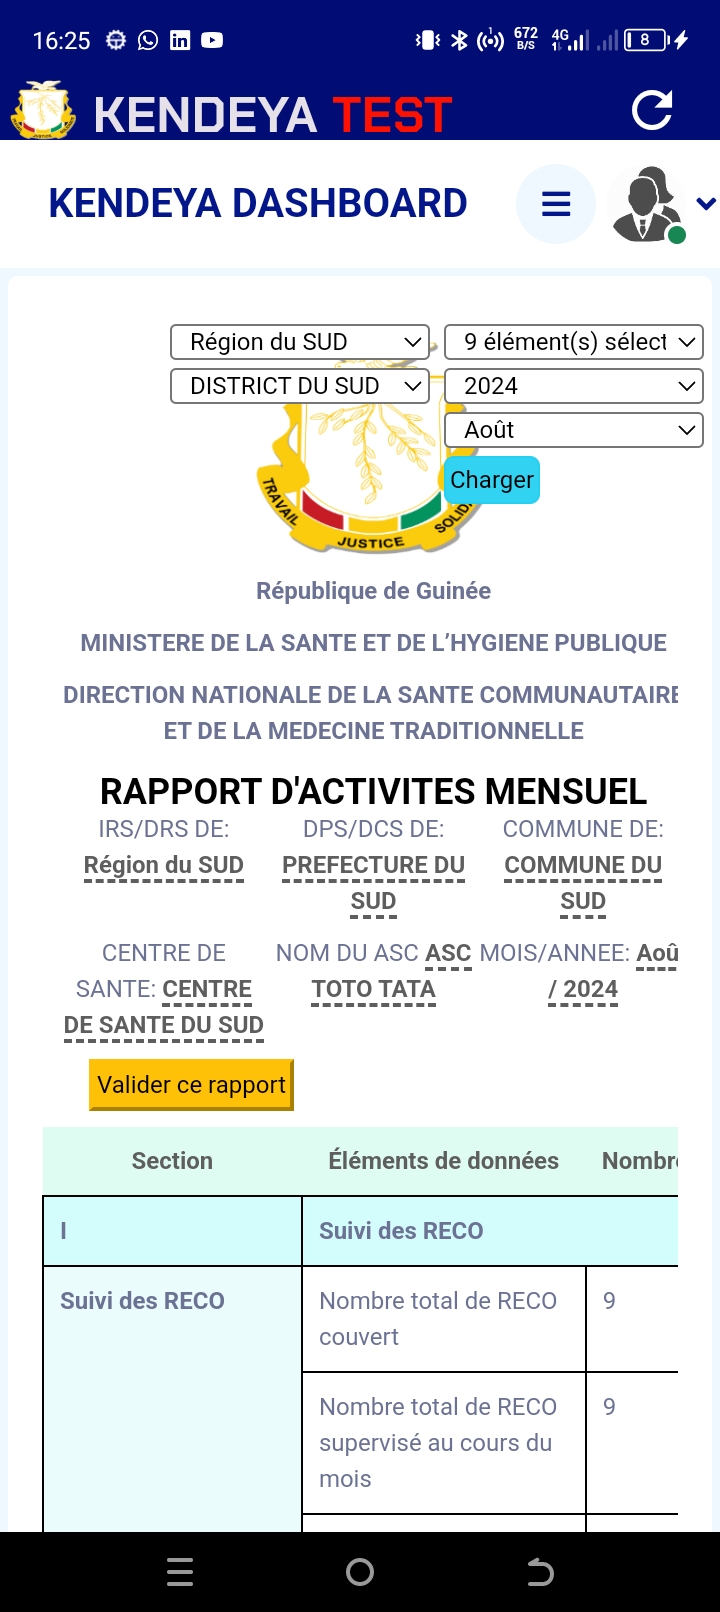 16:25
672
B/S
4G
8
KENDEYA TEST
KENDEYA DASHBOARD
Région du SUD
9 élément(s) sélect
DISTRICT DU SUD
2024
Août
Charger
TRAVAIL
JUSTICE
République de Guinée
MINISTERE DE LA SANTE ET DE L’HYGIENE PUBLIQUE
DIRECTION NATIONALE DE LA SANTE COMMUNAUTAIRE
ET DE LA MEDECINE TRADITIONNELLE
RAPPORT D'ACTIVITES MENSUEL
IRS/DRS DE:
Région du SUD
DPS/DCS DE:
PREFECTURE DU
SUD
COMMUNE DE:
COMMUNE DU
SUD
CENTRE DE
SANTE: CENTRE
DE SANTE DU SUD
NOM DU ASC ASC
TOTO TATA
MOIS/ANNEE: Aoû
/ 2024
Valider ce rapport
Section
Éléments de données
Nombre
I
Suivi des RECO
Suivi des RECO
Nombre total de RECO
couvert
9
Nombre total de RECO
supervisé au cours du
mois
9